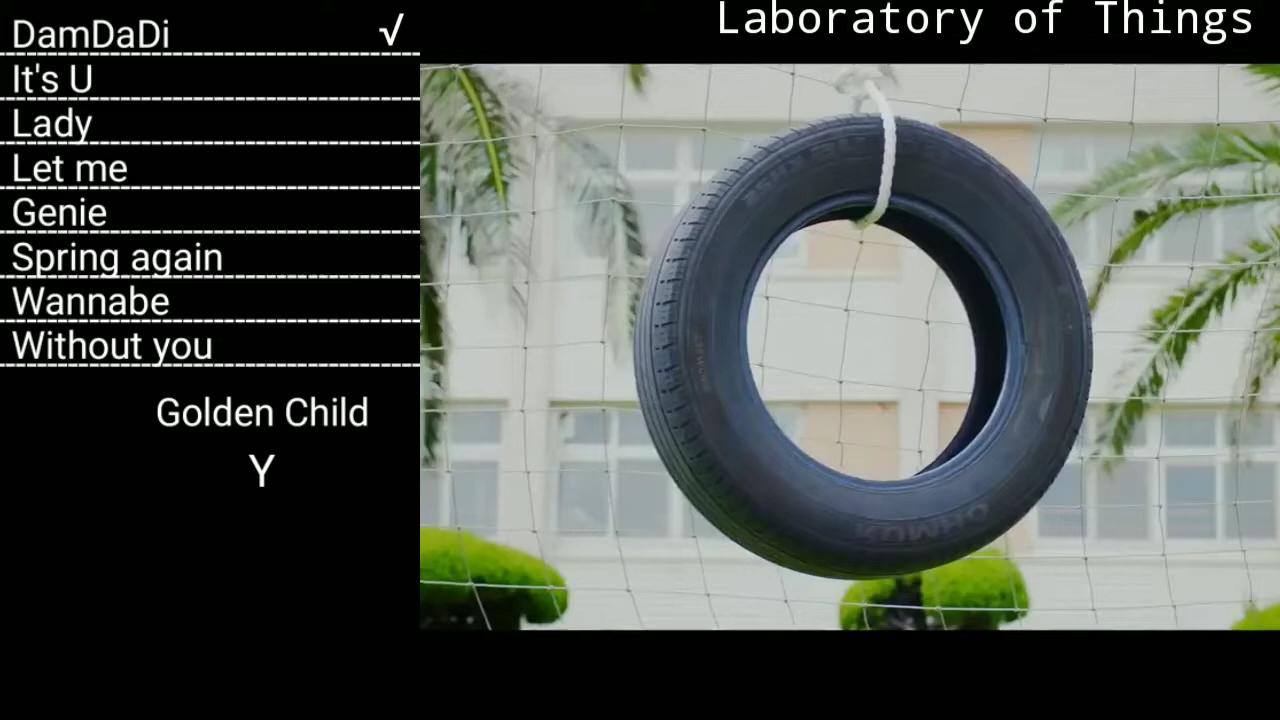 Laboratory of Things
DamDaDi √
It's U
Lady
Let me
Genie
Spring again
Wannabe
Without you
Golden Child
Y